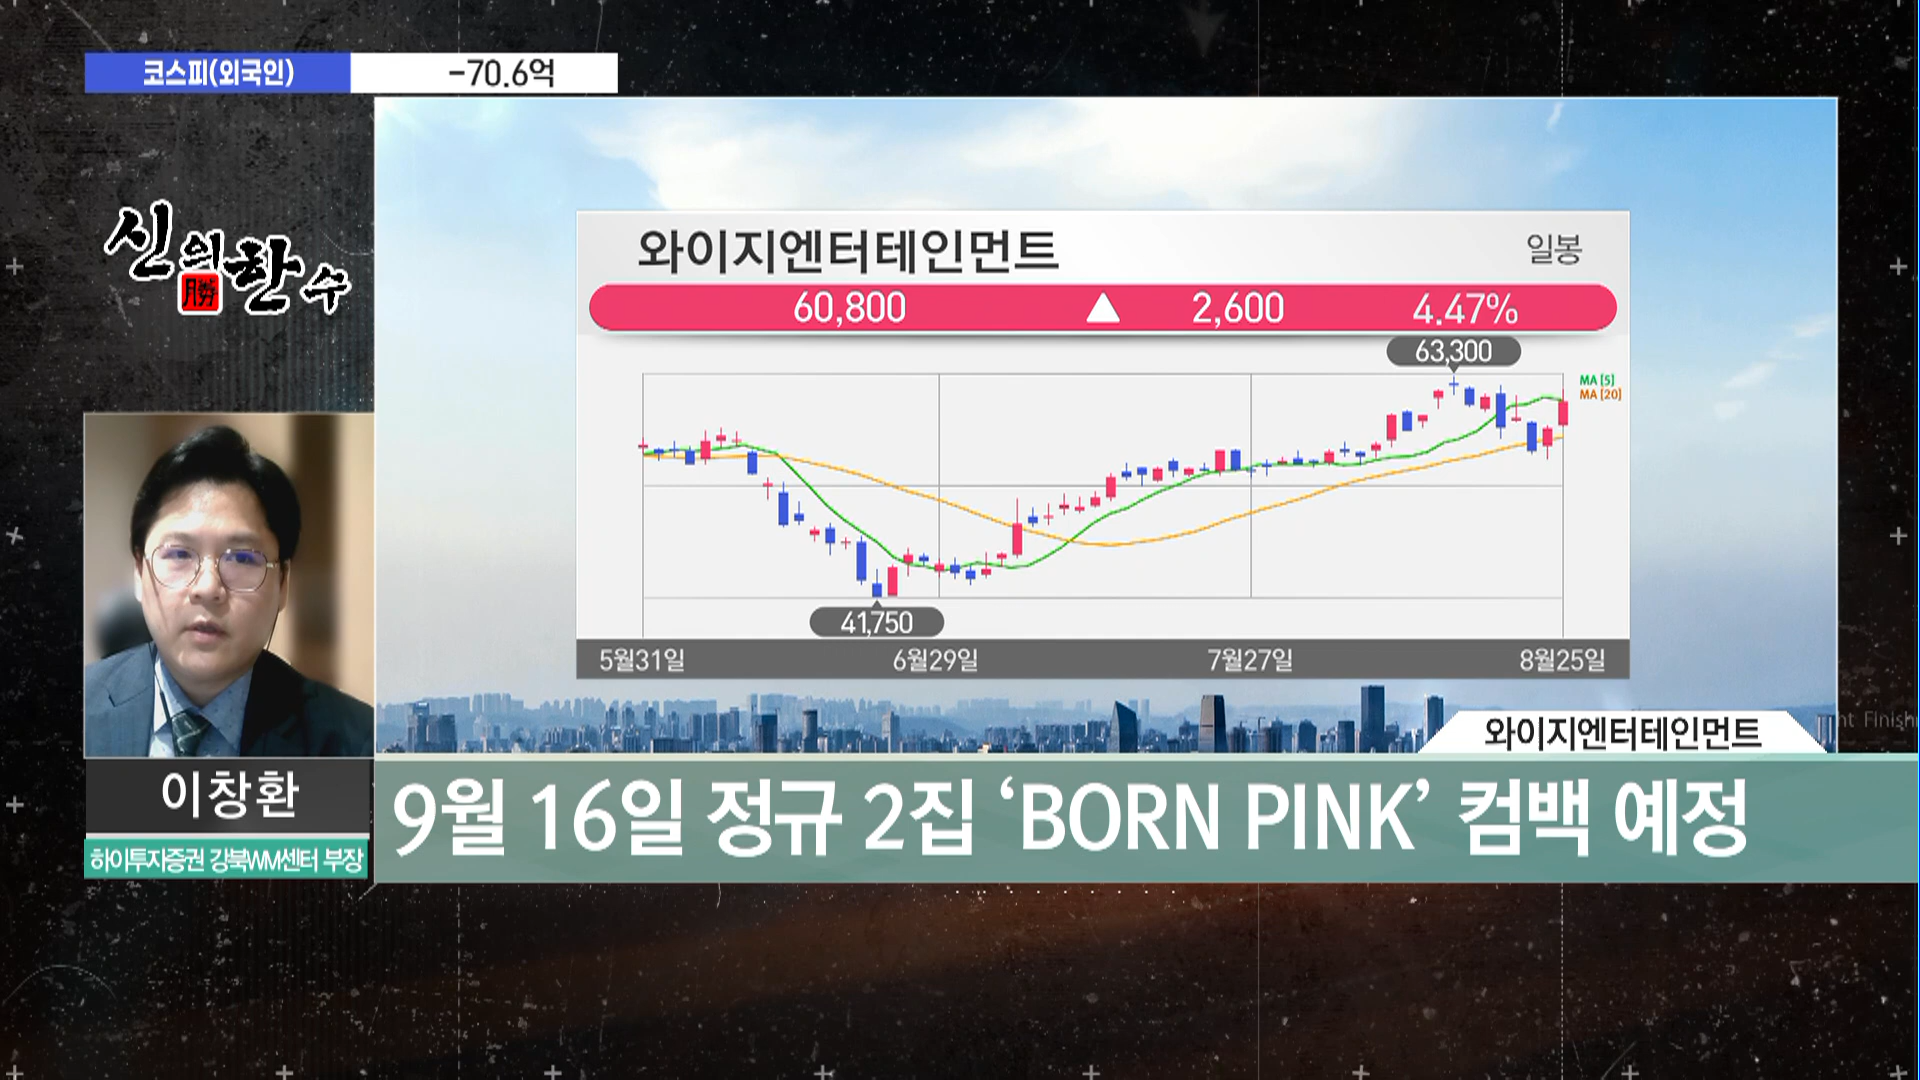 코스피(외국인) -70.6억
신의한수
勝
와이지엔터테인먼트 일봉
60,800 ▲ 2,600 4.47%
63,300
MA [5]
MA [20]
41,750
5월31일 6월29일 7월27일 8월25일
와이지엔터테인먼트
이창환
하이투자증권 강북WM센터 부장
9월 16일 정규 2집 ‘BORN PINK’ 컴백 예정